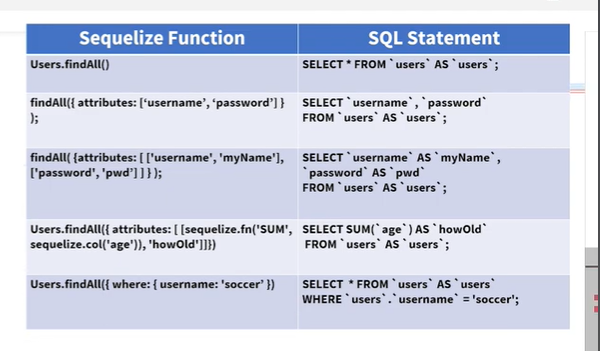 Sequelize Function
SQL Statement
Users.findAll()
SELECT * FROM `users` AS `users`;
findAll({ attributes: [‘username’, ‘password’] }
);
SELECT `username`, `password`
FROM `users` AS `users`;
findAll( {attributes: [ ['username', 'myName'],
['password', 'pwd’] ] } );
SELECT `username` AS `myName`,
`password` AS `pwd`
FROM `users` AS `users`;
Users.findAll({ attributes: [ [sequelize.fn('SUM',
sequelize.col('age')), 'howOld']]})
SELECT SUM(`age`) AS `howOld`
FROM `users` AS `users`;
Users.findAll({ where: { username: 'soccer’ })
SELECT * FROM `users` AS `users`
WHERE `users`.`username` = 'soccer';